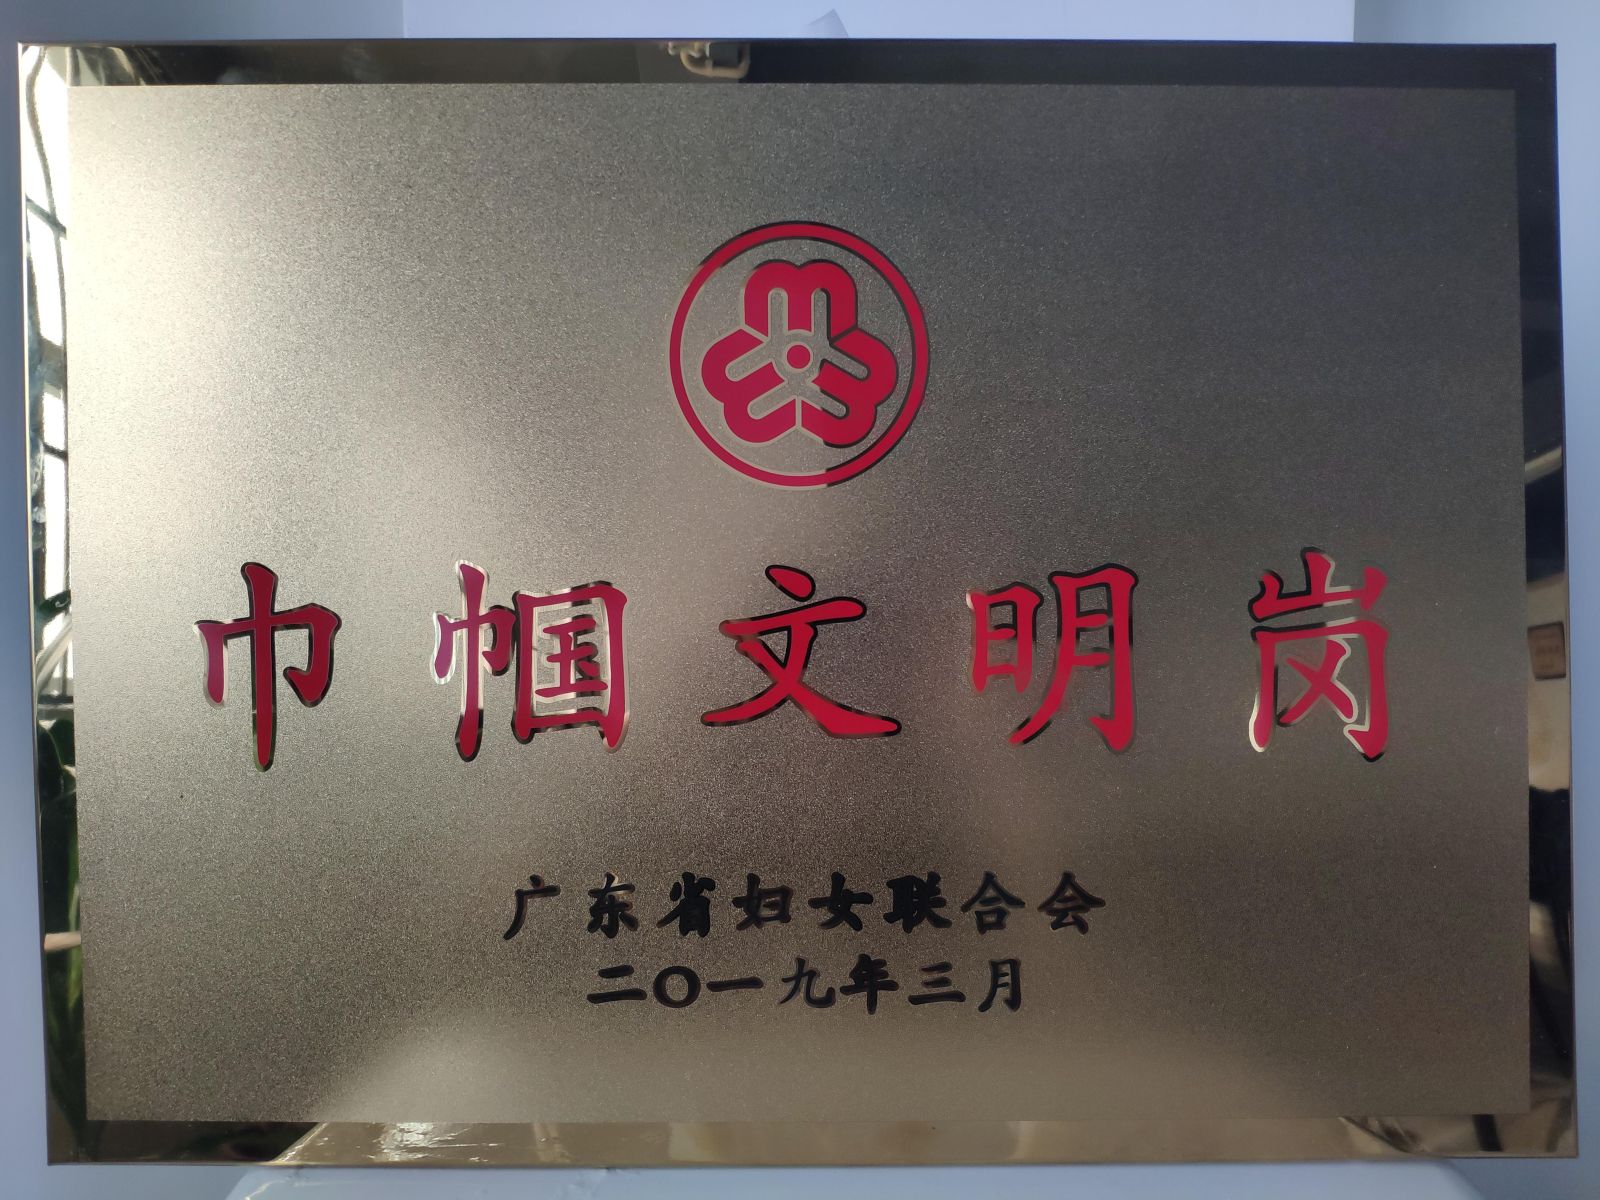 巾帼文明岗
广东省妇女联合会
二〇一九年三月